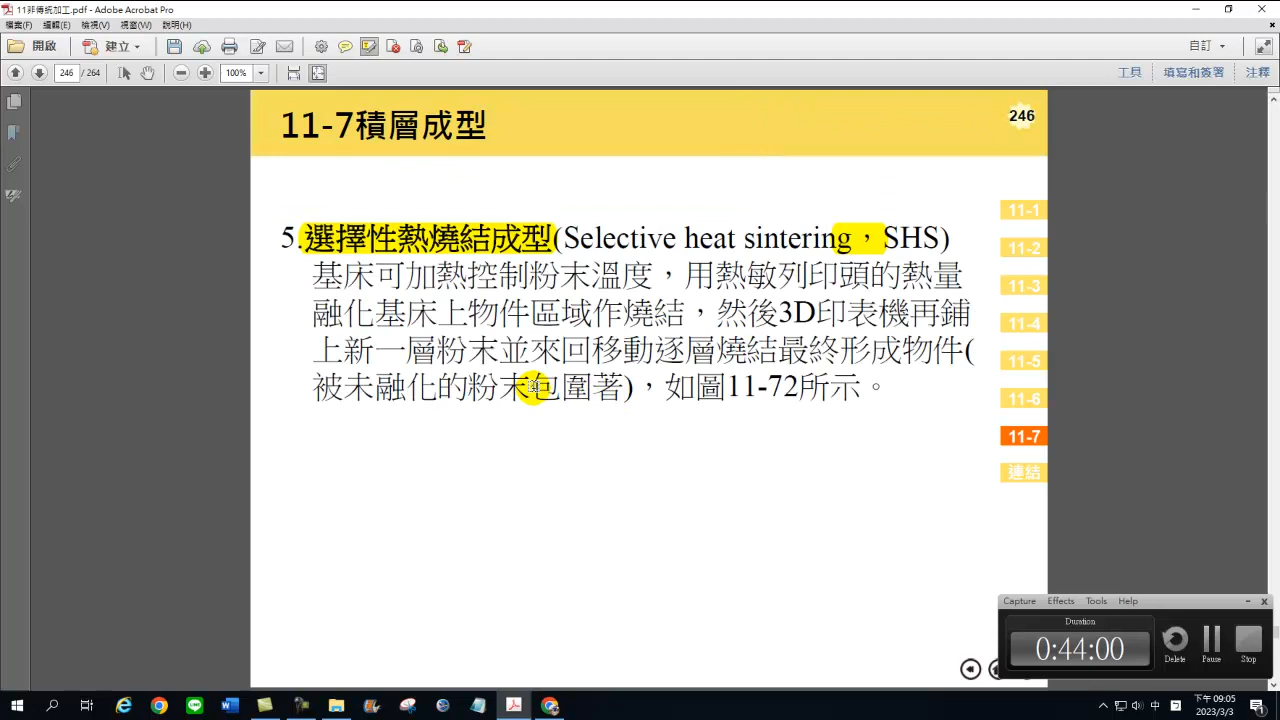 11非傳統加工.pdf - Adobe Acrobat Pro
檔案(F) 編輯(E) 檢視(V) 視窗(W) 說明(H)
開啟 建立 自訂
246 / 264 100% 工具 填寫和簽署 注釋
11-7積層成型
246
5.選擇性熱燒結成型(Selective heat sintering，SHS)
基床可加熱控制粉末溫度，用熱敏列印頭的熱量
融化基床上物件區域作燒結，然後3D印表機再鋪
上新一層粉末並來回移動逐層燒結最終形成物件(
被未融化的粉末包圍著)，如圖11-72所示。
11-1
11-2
11-3
11-4
11-5
11-6
11-7
連結
Capture Effects Tools Help
Duration
0:44:00
Delete Pause Stop
中
下午 09:05
2023/3/3